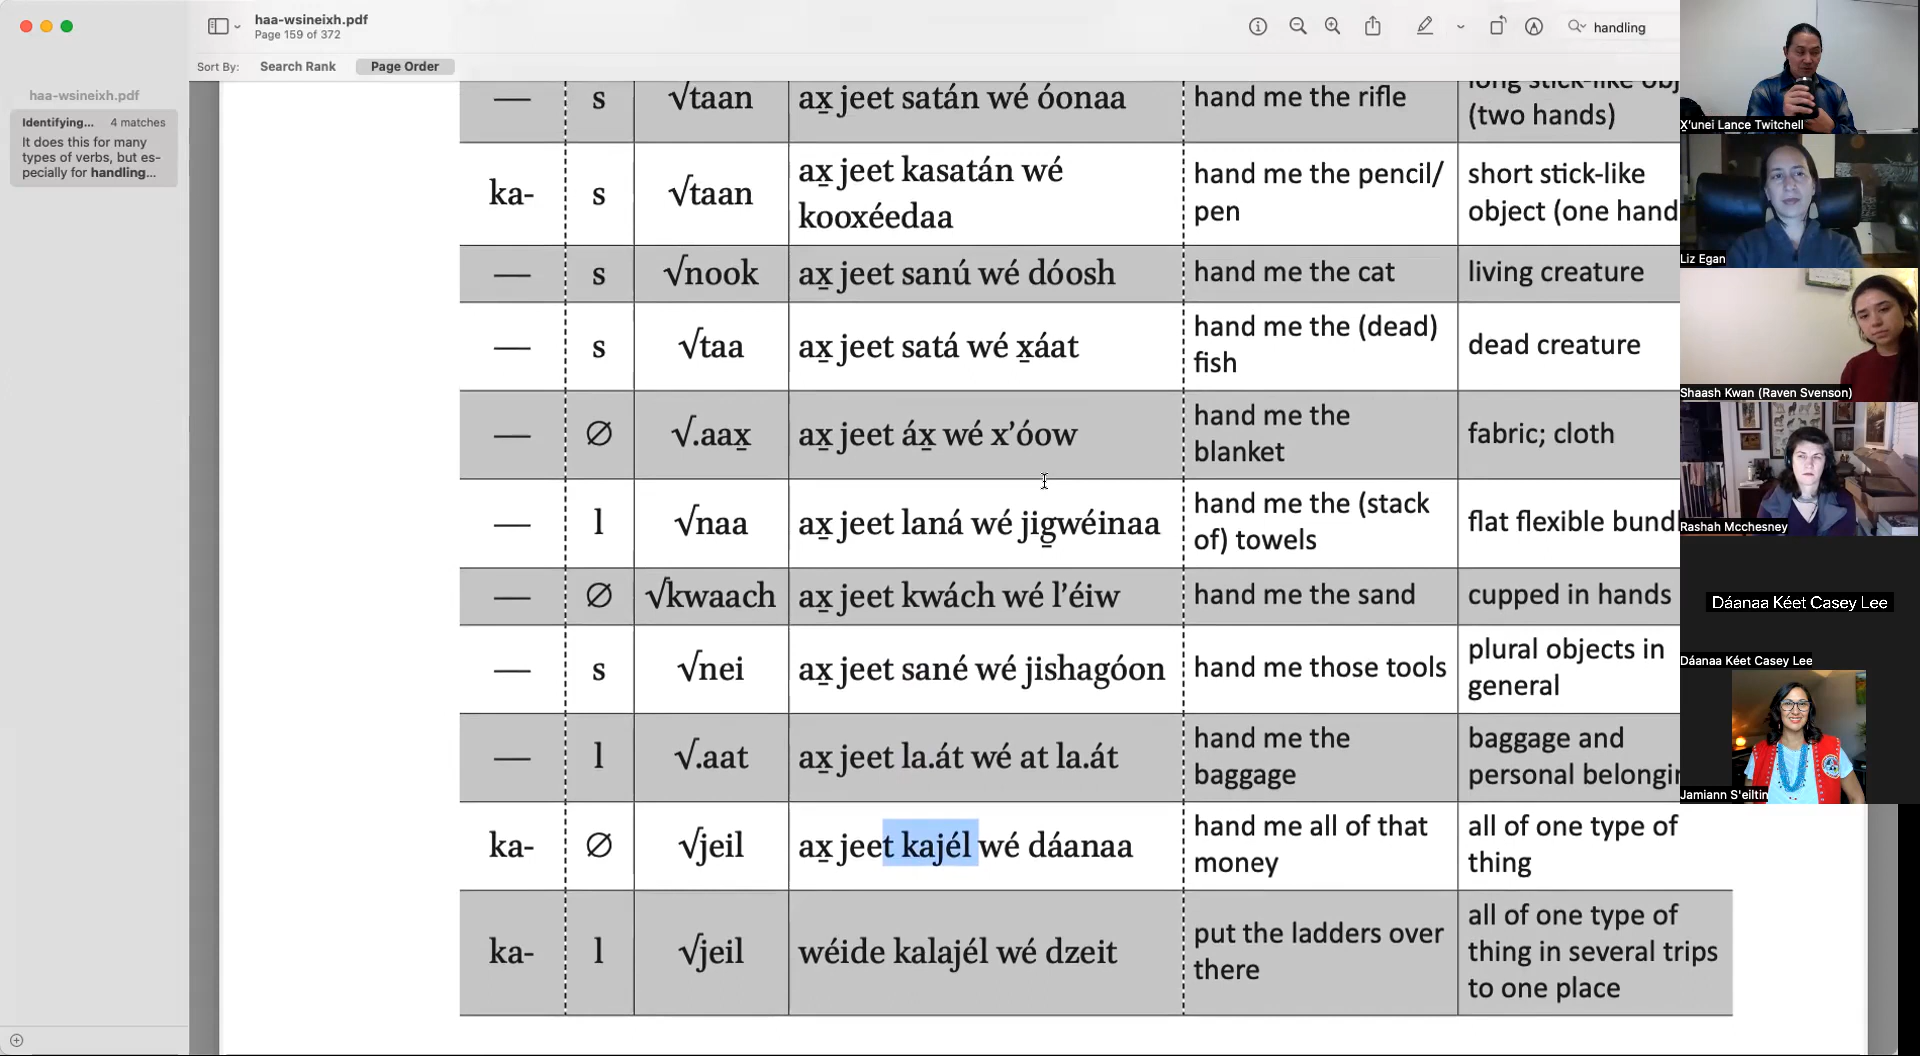 haa-wsineixh.pdf
Page 159 of 372
handling
Sort By: Search Rank Page Order
haa-wsineixh.pdf
Identifying... 4 matches
It does this for many
types of verbs, but es-
pecially for handling...
— s √taan ax̱ jeet satán wé óonaa hand me the rifle long stick-like obj
(two hands)
ka- s √taan ax̱ jeet kasatán wé
kooxéedaa
hand me the pencil/
pen
short stick-like
object (one hand
— s √nook ax̱ jeet sanú wé dóosh hand me the cat living creature
— s √taa ax̱ jeet satá wé x̱áat hand me the (dead)
fish
dead creature
— ∅ √.aax̱ ax̱ jeet áx̱ wé x’óow hand me the
blanket
fabric; cloth
— l √naa ax̱ jeet laná wé jig̱wéinaa hand me the (stack
of) towels
flat flexible bundl
— ∅ √kwaach ax̱ jeet kwách wé l’éiw hand me the sand cupped in hands
— s √nei ax̱ jeet sané wé jishagóon hand me those tools plural objects in
general
— l √.aat ax̱ jeet la.át wé at la.át hand me the
baggage
baggage and
personal belongin
ka- ∅ √jeil ax̱ jeet kajél wé dáanaa hand me all of that
money
all of one type of
thing
ka- l √jeil wéide kalajél wé dzeit put the ladders over
there
all of one type of
thing in several trips
to one place
X̱’unei Lance Twitchell
Liz Egan
Shaash Kwan (Raven Svenson)
Rashah Mcchesney
Dáanaa Kéet Casey Lee
Dáanaa Kéet Casey Lee
Jamiann S'eiltin